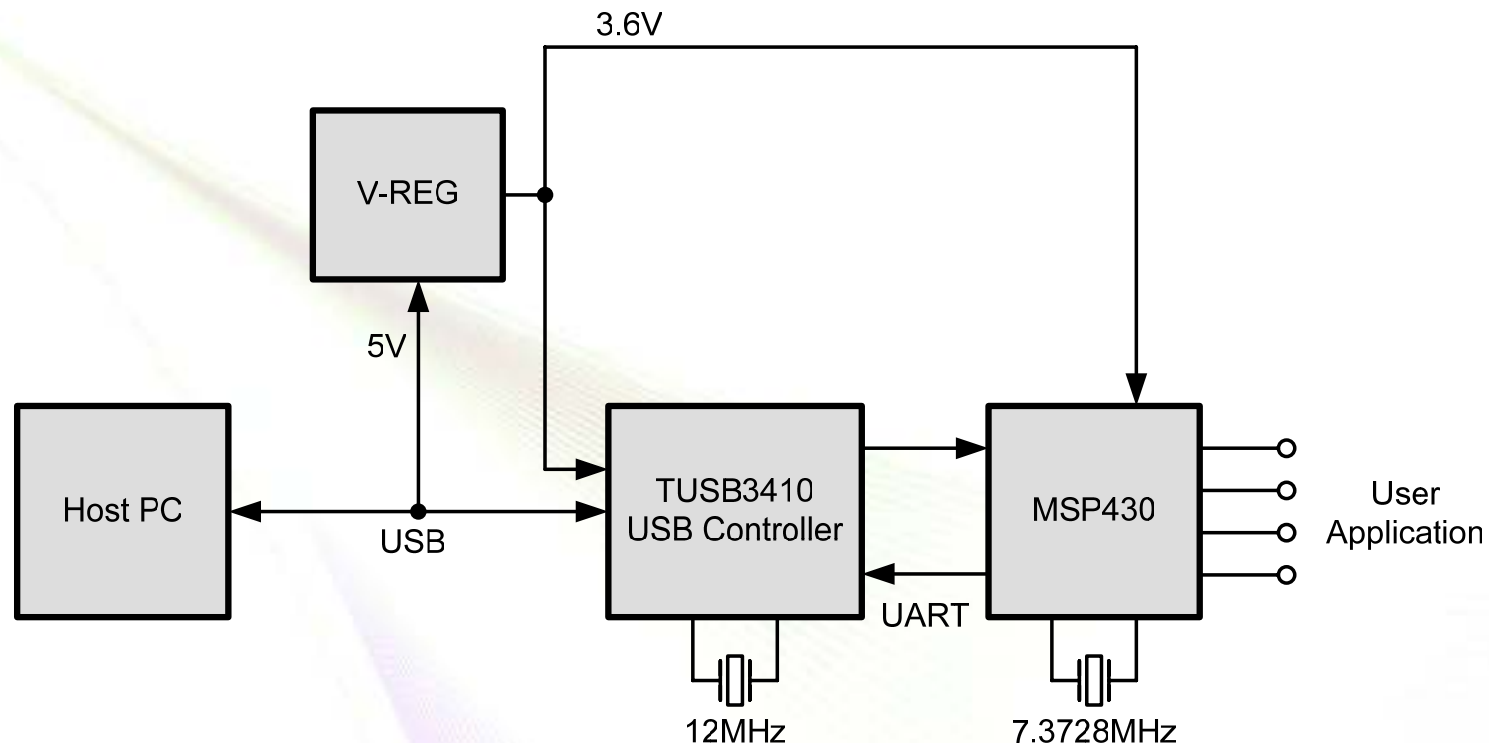 3.6V
V-REG
5V
Host PC
USB
TUSB3410
USB Controller
MSP430
User
Application
UART
12MHz
7.3728MHz